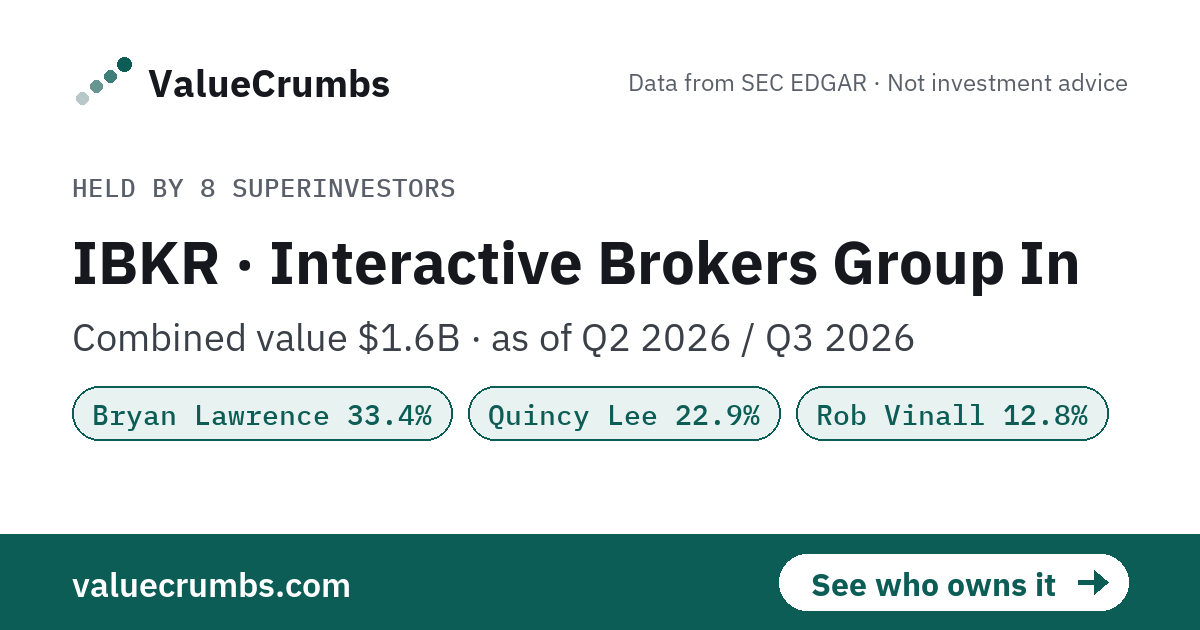 ValueCrumbs
Data from SEC EDGAR · Not investment advice
HELD BY 8 SUPERINVESTORS
IBKR · Interactive Brokers Group In
Combined value $1.6B · as of Q2 2026 / Q3 2026
Bryan Lawrence 33.4%
Quincy Lee 22.9%
Rob Vinall 12.8%
valuecrumbs.com
See who owns it